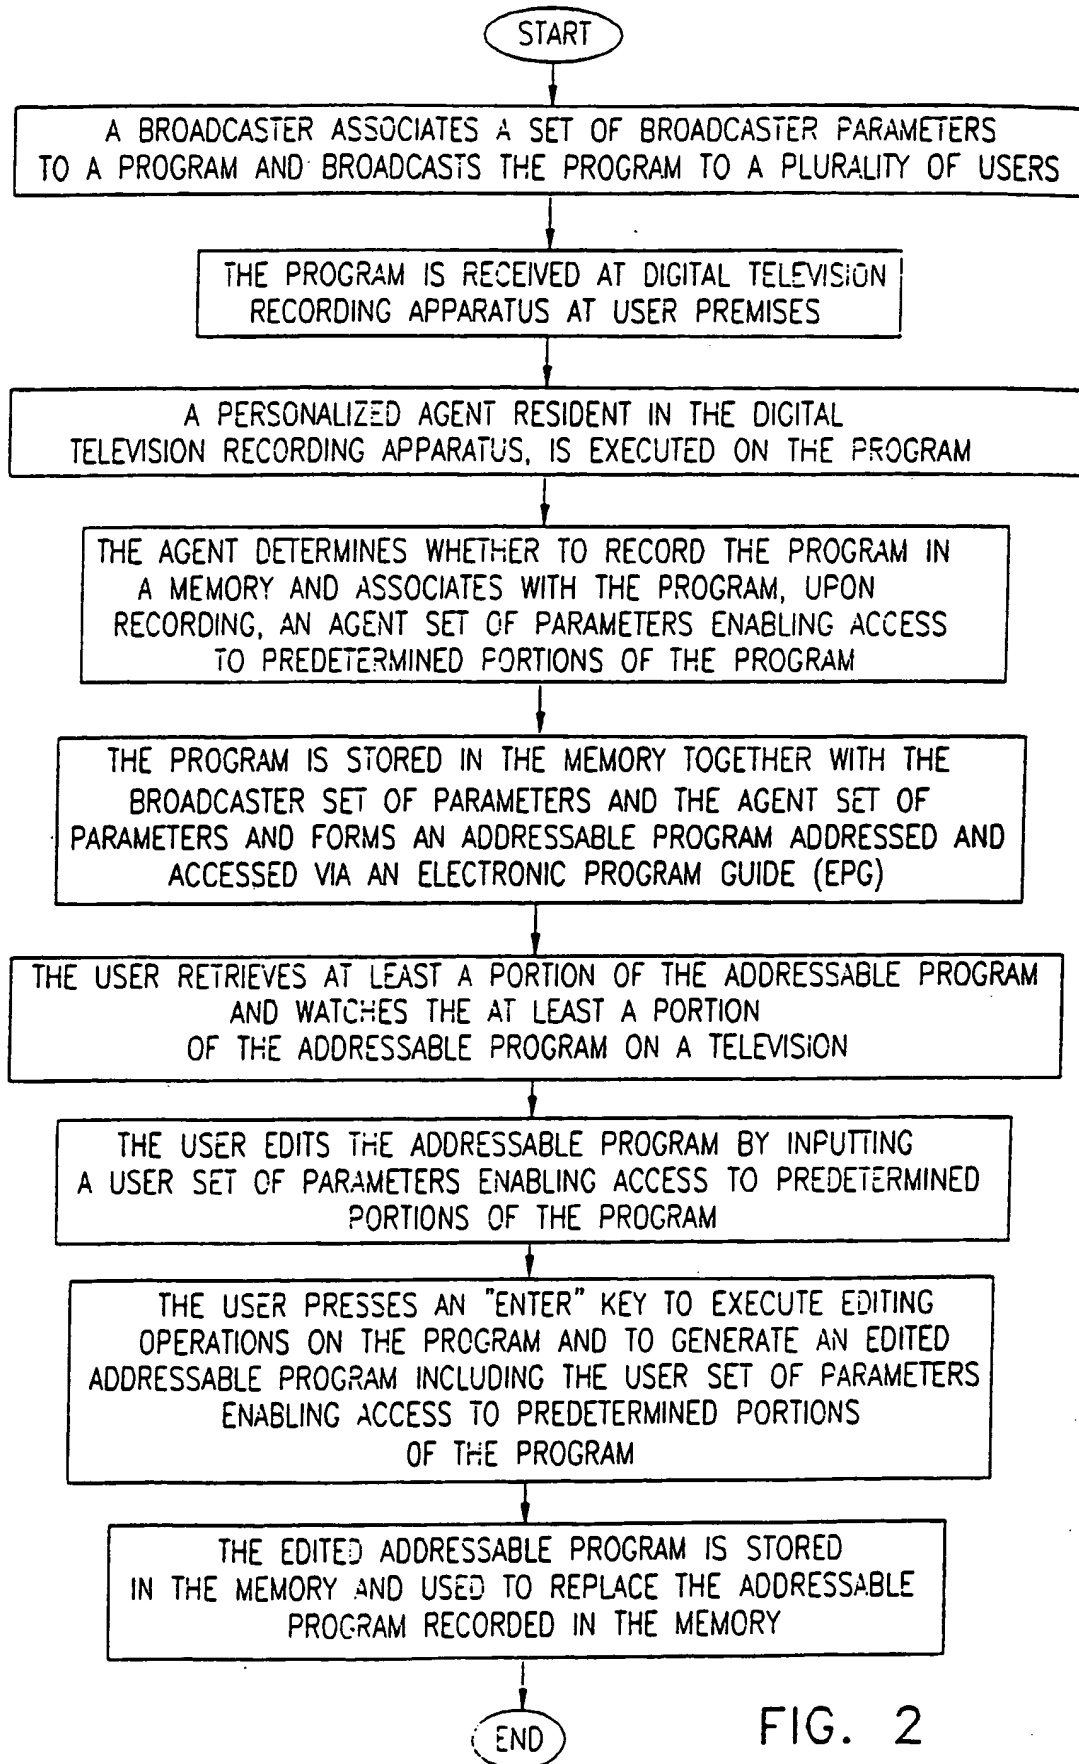 START
A BROADCASTER ASSOCIATES A SET OF BROADCASTER PARAMETERS
TO A PROGRAM AND BROADCASTS THE PROGRAM TO A PLURALITY OF USERS
THE PROGRAM IS RECEIVED AT DIGITAL TELEVISION
RECORDING APPARATUS AT USER PREMISES
A PERSONALIZED AGENT RESIDENT IN THE DIGITAL
TELEVISION RECORDING APPARATUS, IS EXECUTED ON THE PROGRAM
THE AGENT DETERMINES WHETHER TO RECORD THE PROGRAM IN
A MEMORY AND ASSOCIATES WITH THE PROGRAM, UPON
RECORDING, AN AGENT SET OF PARAMETERS ENABLING ACCESS
TO PREDETERMINED PORTIONS OF THE PROGRAM
THE PROGRAM IS STORED IN THE MEMORY TOGETHER WITH THE
BROADCASTER SET OF PARAMETERS AND THE AGENT SET OF
PARAMETERS AND FORMS AN ADDRESSABLE PROGRAM ADDRESSED AND
ACCESSED VIA AN ELECTRONIC PROGRAM GUIDE (EPG)
THE USER RETRIEVES AT LEAST A PORTION OF THE ADDRESSABLE PROGRAM
AND WATCHES THE AT LEAST A PORTION
OF THE ADDRESSABLE PROGRAM ON A TELEVISION
THE USER EDITS THE ADDRESSABLE PROGRAM BY INPUTTING
A USER SET OF PARAMETERS ENABLING ACCESS TO PREDETERMINED
PORTIONS OF THE PROGRAM
THE USER PRESSES AN "ENTER" KEY TO EXECUTE EDITING
OPERATIONS ON THE PROGRAM AND TO GENERATE AN EDITED
ADDRESSABLE PROGRAM INCLUDING THE USER SET OF PARAMETERS
ENABLING ACCESS TO PREDETERMINED PORTIONS
OF THE PROGRAM
THE EDITED ADDRESSABLE PROGRAM IS STORED
IN THE MEMORY AND USED TO REPLACE THE ADDRESSABLE
PROGRAM RECORDED IN THE MEMORY
END
FIG. 2